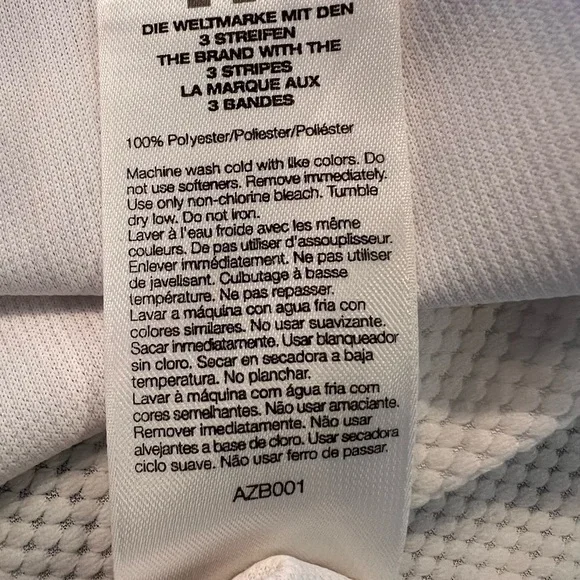 DIE WELTMARKE MIT DEN
3 STREIFEN
THE BRAND WITH THE
3 STRIPES
LA MARQUE AUX
3 BANDES
100% Polyester/Poliester/Poliéster
Machine wash cold with like colors. Do
not use softeners. Remove immediately.
Use only non-chlorine bleach. Tumble
dry low. Do not iron.
Laver à l'eau froide avec les même
couleurs. De pas utiliser d'assouplisseur.
Enlever immédiatement. Ne pas utiliser
de javellisant. Culbutage à basse
température. Ne pas repasser.
Lavar a máquina con agua fria con
colores similares. No usar suavizante.
Sacar inmediatamente. Usar blanqueador
sin cloro. Secar en secadora a baja
temperatura. No planchar.
Lavar à máquina com água fria com
cores semelhantes. Não usar amaciante.
Remover imediatamente. Não usar
alvejantes a base de cloro. Usar secadora
ciclo suave. Não usar ferro de passar.
AZB001